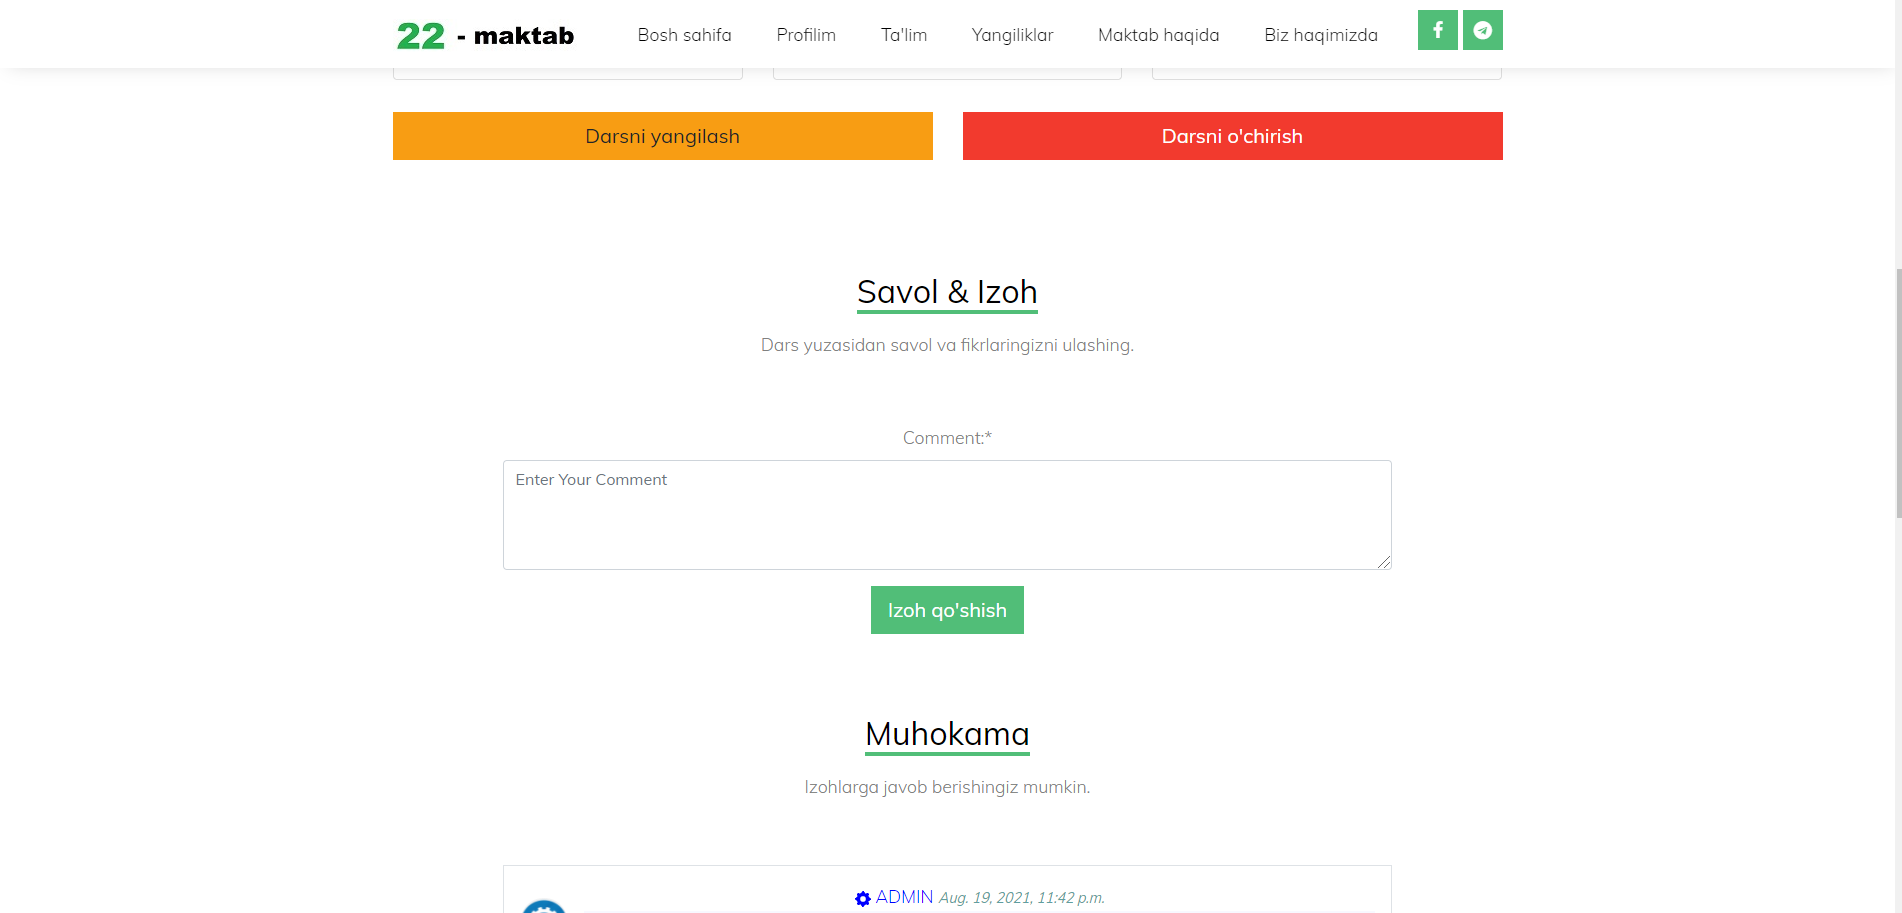 22 - maktab Bosh sahifa Profilim Ta'lim Yangiliklar Maktab haqida Biz haqimizda
Darsni yangilash Darsni o'chirish
Savol & Izoh
Dars yuzasidan savol va fikrlaringizni ulashing.
Comment:*
Enter Your Comment
Izoh qo'shish
Muhokama
Izohlarga javob berishingiz mumkin.
ADMIN Aug. 19, 2021, 11:42 p.m.